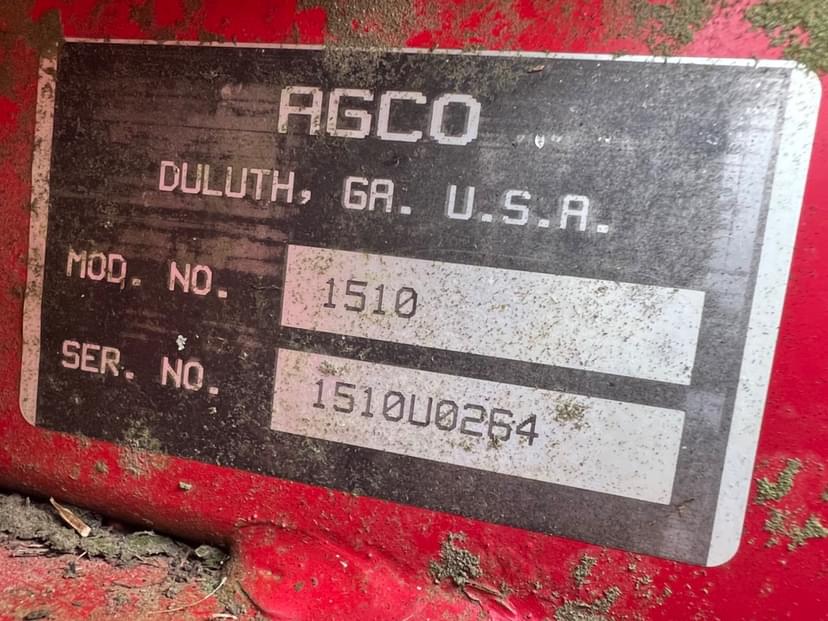 AGCO
DULUTH, GA. U.S.A.
MOD. NO. 1510
SER. NO. 1510U0264